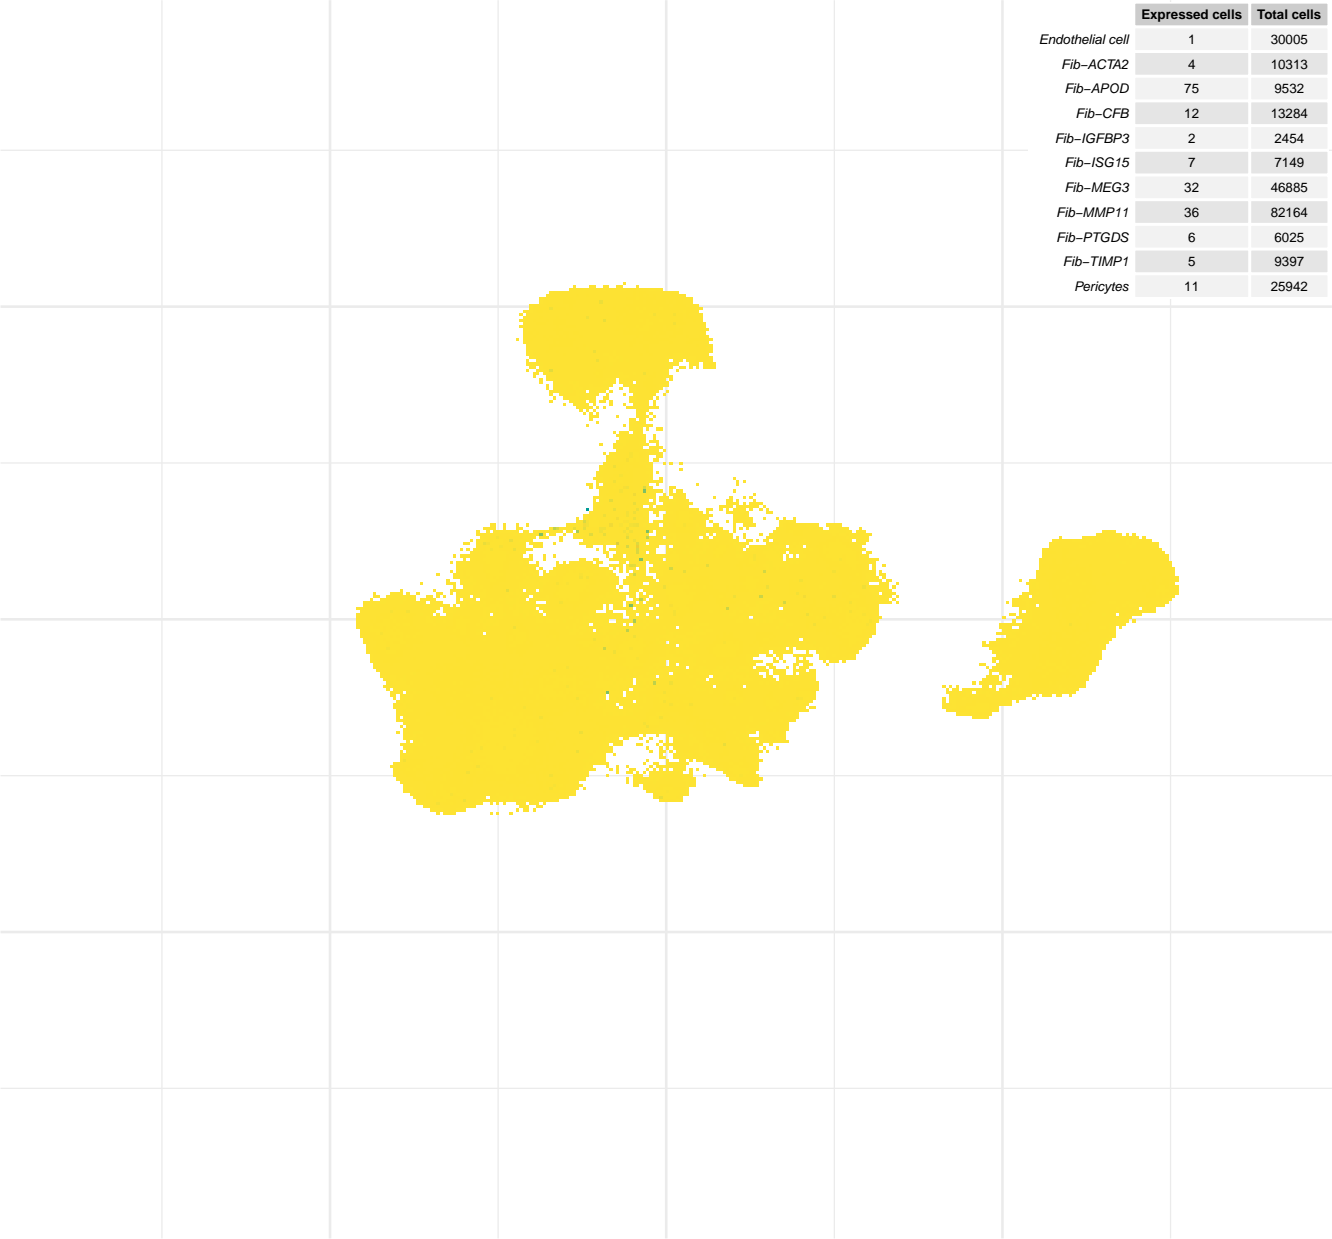 Expressed cells Total cells
Endothelial cell 1 30005
Fib−ACTA2 4 10313
Fib−APOD 75 9532
Fib−CFB 12 13284
Fib−IGFBP3 2 2454
Fib−ISG15 7 7149
Fib−MEG3 32 46885
Fib−MMP11 36 82164
Fib−PTGDS 6 6025
Fib−TIMP1 5 9397
Pericytes 11 25942